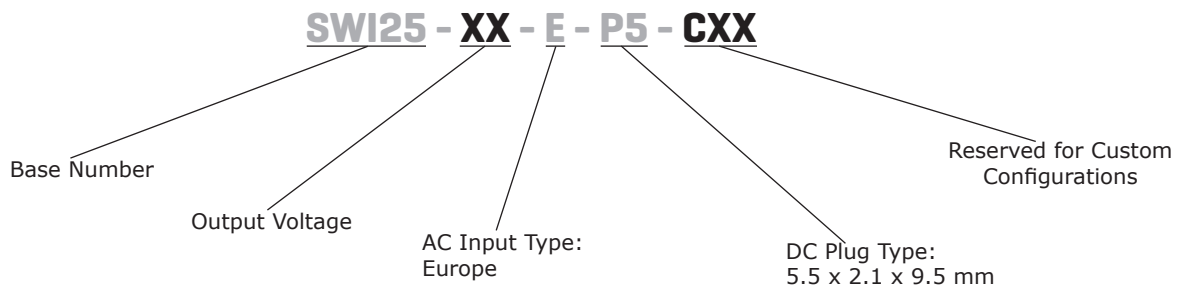 SWI25 - XX - E - P5 - CXX
Base Number
Output Voltage
AC Input Type:
Europe
DC Plug Type:
5.5 x 2.1 x 9.5 mm
Reserved for Custom
Configurations